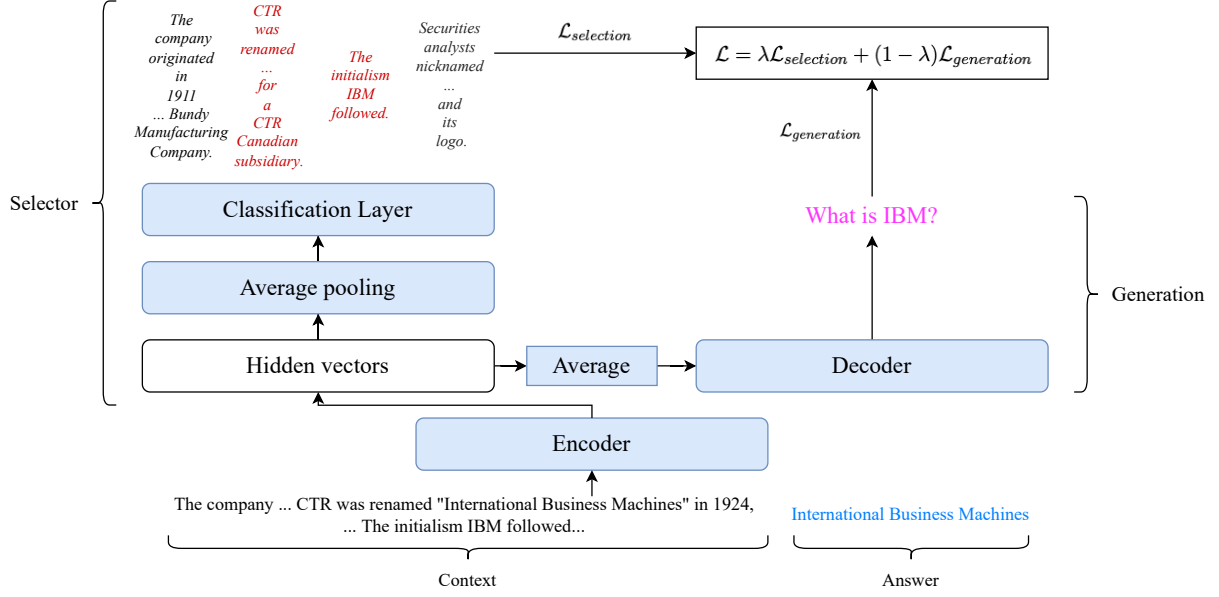 The
company
originated
in
1911
... Bundy
Manufacturing
Company.
CTR
was
renamed
...
for
a
CTR
Canadian
subsidiary.
The
initialism
IBM
followed.
Securities
analysts
nicknamed
...
and
its
logo.
ℒselection
ℒ = λℒselection + (1 − λ)ℒgeneration
ℒgeneration
Selector
Classification Layer
What is IBM?
Average pooling
Generation
Hidden vectors
Average
Decoder
Encoder
The company ... CTR was renamed "International Business Machines" in 1924,
... The initialism IBM followed...
International Business Machines
Context
Answer